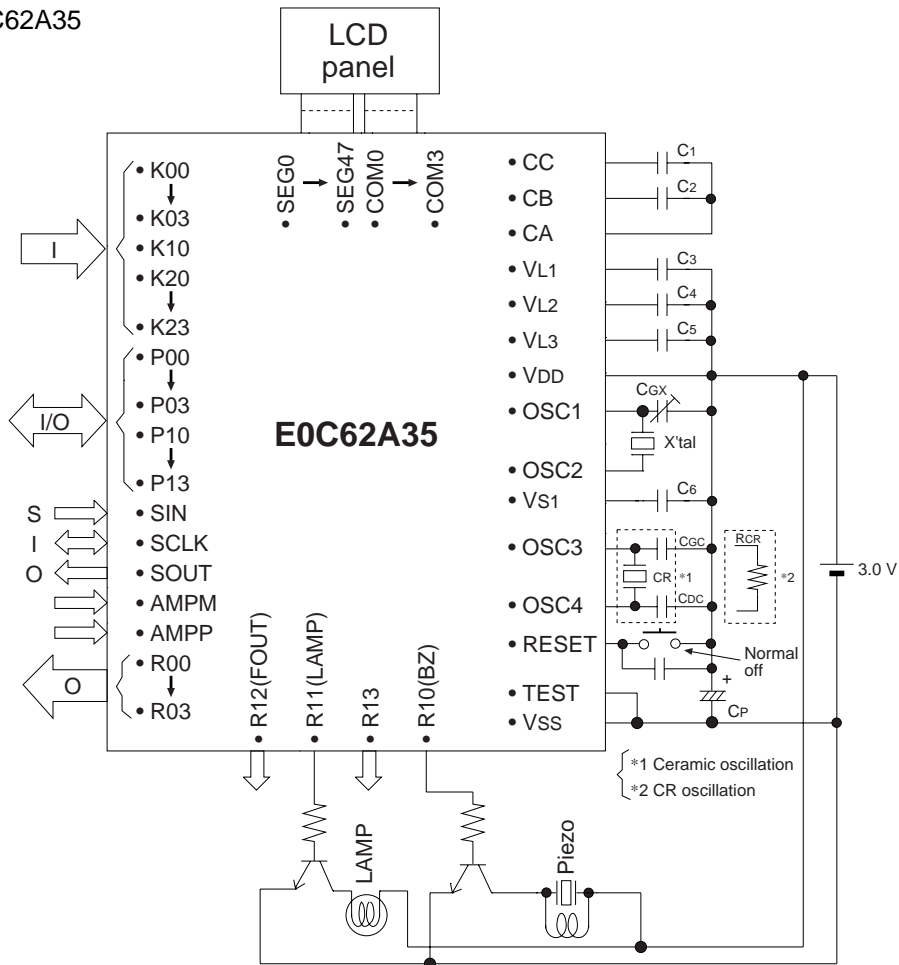 C62A35
LCD
panel
SEG0
SEG47
COM0
COM3
K00
K03
K10
K20
K23
P00
P03
P10
P13
SIN
SCLK
SOUT
AMPM
AMPP
R00
R03
I
I/O
S
I
O
O
E0C62A35
CC
CB
CA
VL1
VL2
VL3
VDD
OSC1
OSC2
VS1
OSC3
OSC4
RESET
TEST
VSS
C1
C2
C3
C4
C5
CGX
X'tal
C6
CGC
CR *1
CDC
RCR
*2
3.0 V
Normal
off
+
CP
*1 Ceramic oscillation
*2 CR oscillation
R12(FOUT)
R11(LAMP)
R13
R10(BZ)
LAMP
Piezo